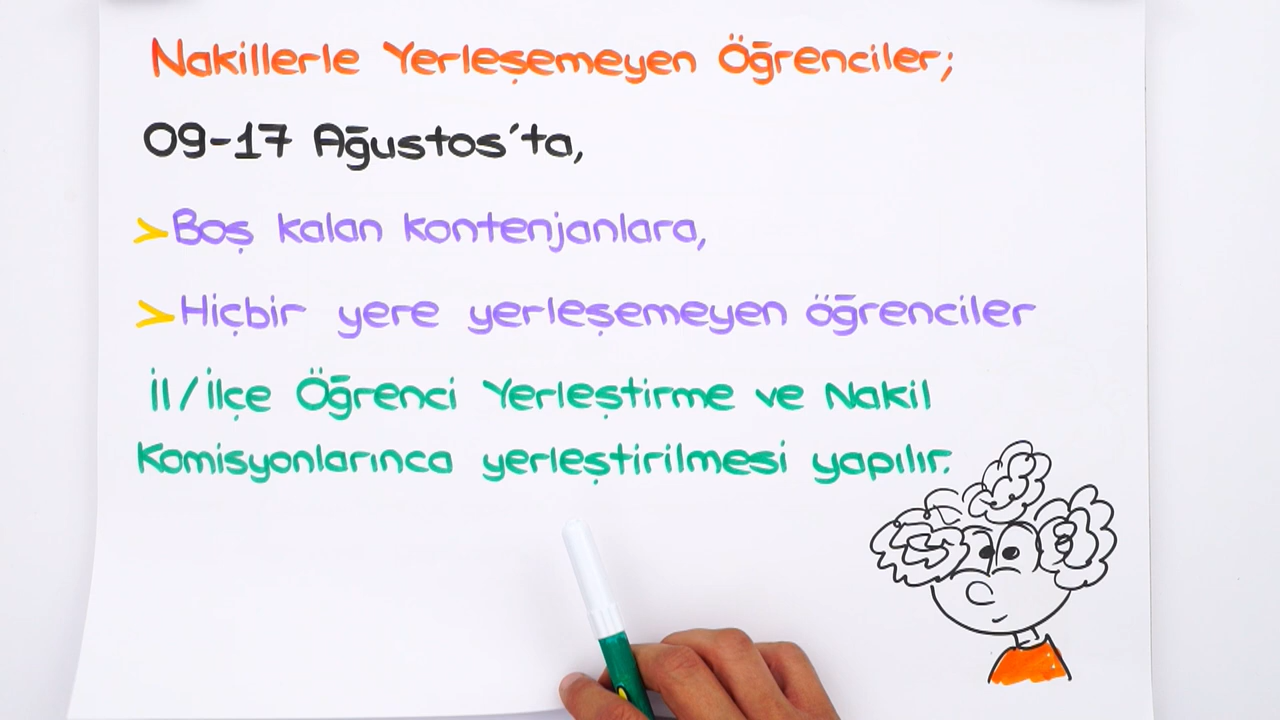 Nakillerle Yerleşemeyen Öğrenciler;
09-17 Ağustos'ta,
➤Boş kalan kontenjanlara,
➤Hiçbir yere yerleşemeyen öğrenciler
İl/İlçe Öğrenci Yerleştirme ve Nakil
Komisyonlarınca yerleştirilmesi yapılır.